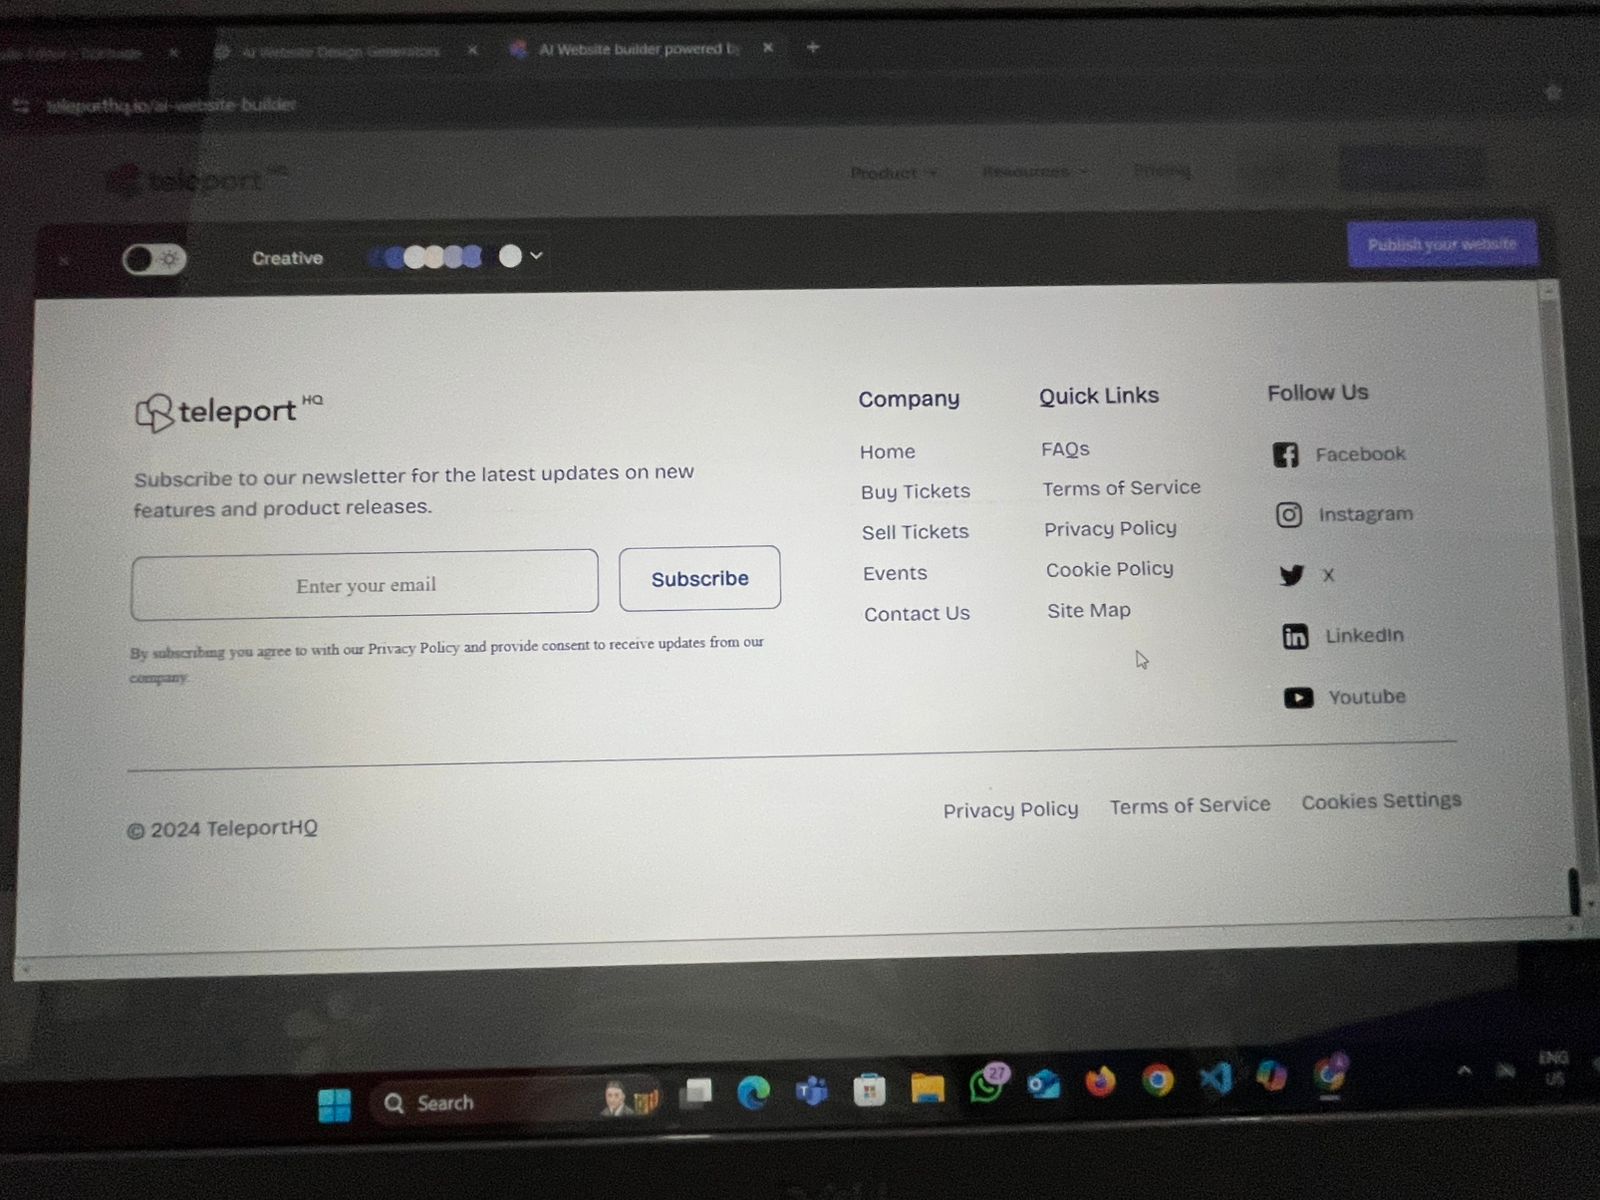 AI Website Design Generators
AI Website builder powered b
teleporthq.io/ai-website-builder
teleport HQ
Product
Resources
Pricing
Creative
Publish your website
teleport HQ
Subscribe to our newsletter for the latest updates on new
features and product releases.
Enter your email
Subscribe
By subscribing you agree to with our Privacy Policy and provide consent to receive updates from our
company.
Company
Home
Buy Tickets
Sell Tickets
Events
Contact Us
Quick Links
FAQs
Terms of Service
Privacy Policy
Cookie Policy
Site Map
Follow Us
Facebook
Instagram
X
LinkedIn
Youtube
© 2024 TeleportHQ
Privacy Policy
Terms of Service
Cookies Settings
Search
27
ENG
US